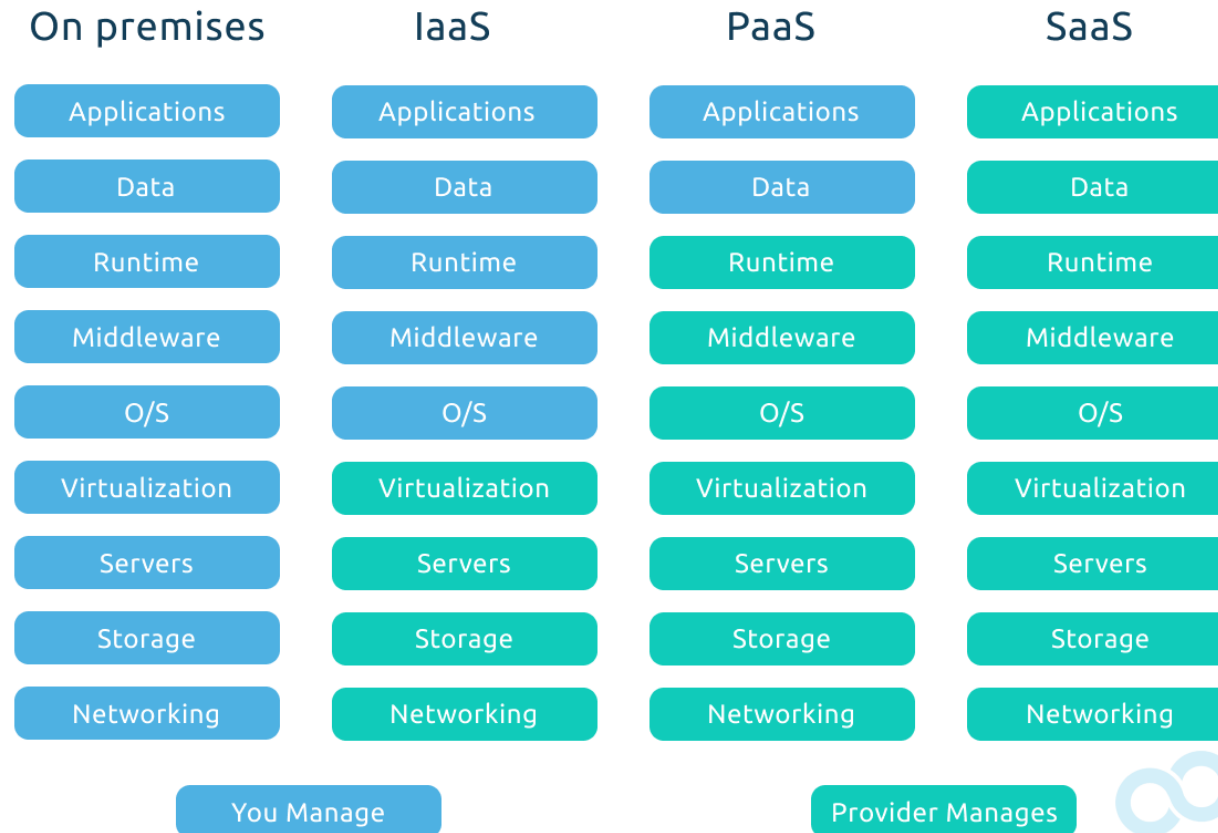 On premises IaaS PaaS SaaS
Applications Applications Applications Applications
Data Data Data Data
Runtime Runtime Runtime Runtime
Middleware Middleware Middleware Middleware
O/S O/S O/S O/S
Virtualization Virtualization Virtualization Virtualization
Servers Servers Servers Servers
Storage Storage Storage Storage
Networking Networking Networking Networking
You Manage Provider Manages